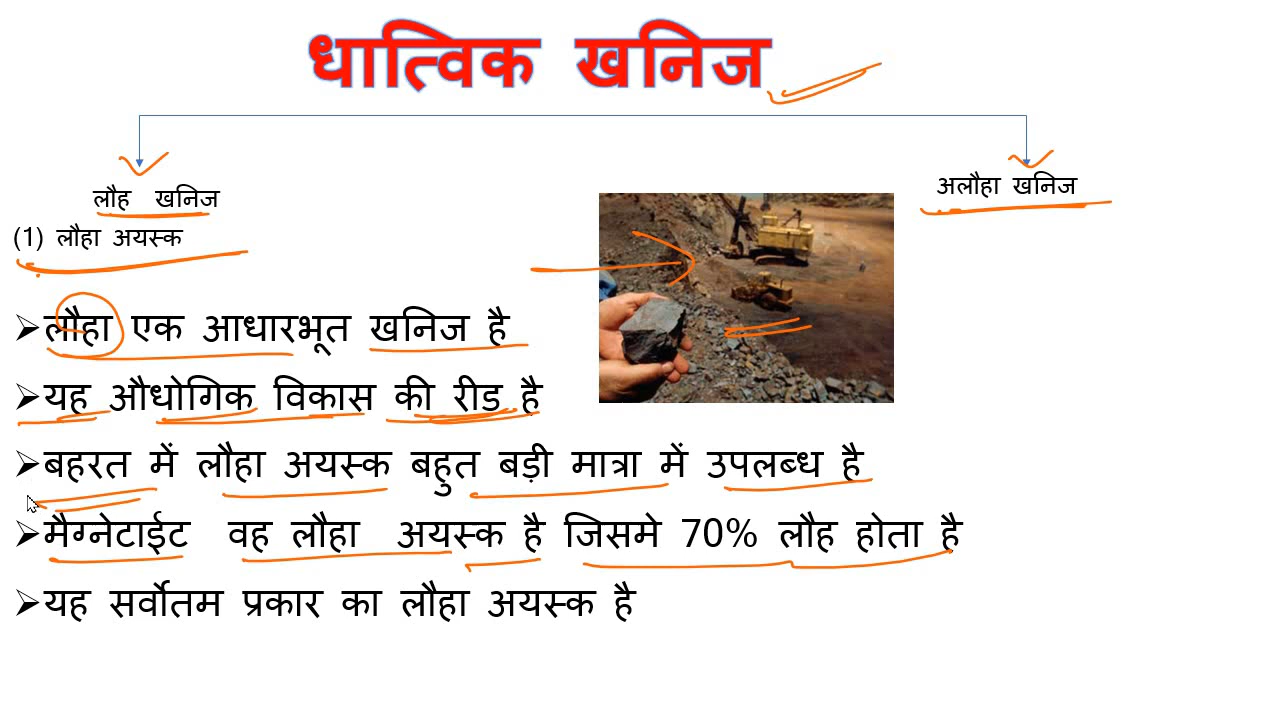 धात्विक खनिज
लौह खनिज
अलौहा खनिज
(1) लौहा अयस्क
➢लौहा एक आधारभूत खनिज है
➢यह औधोगिक विकास की रीड है
➢बहरत में लौहा अयस्क बहुत बड़ी मात्रा में उपलब्ध है
➢मैग्नेटाईट वह लौहा अयस्क है जिसमे 70% लौह होता है
➢यह सर्वोतम प्रकार का लौहा अयस्क है